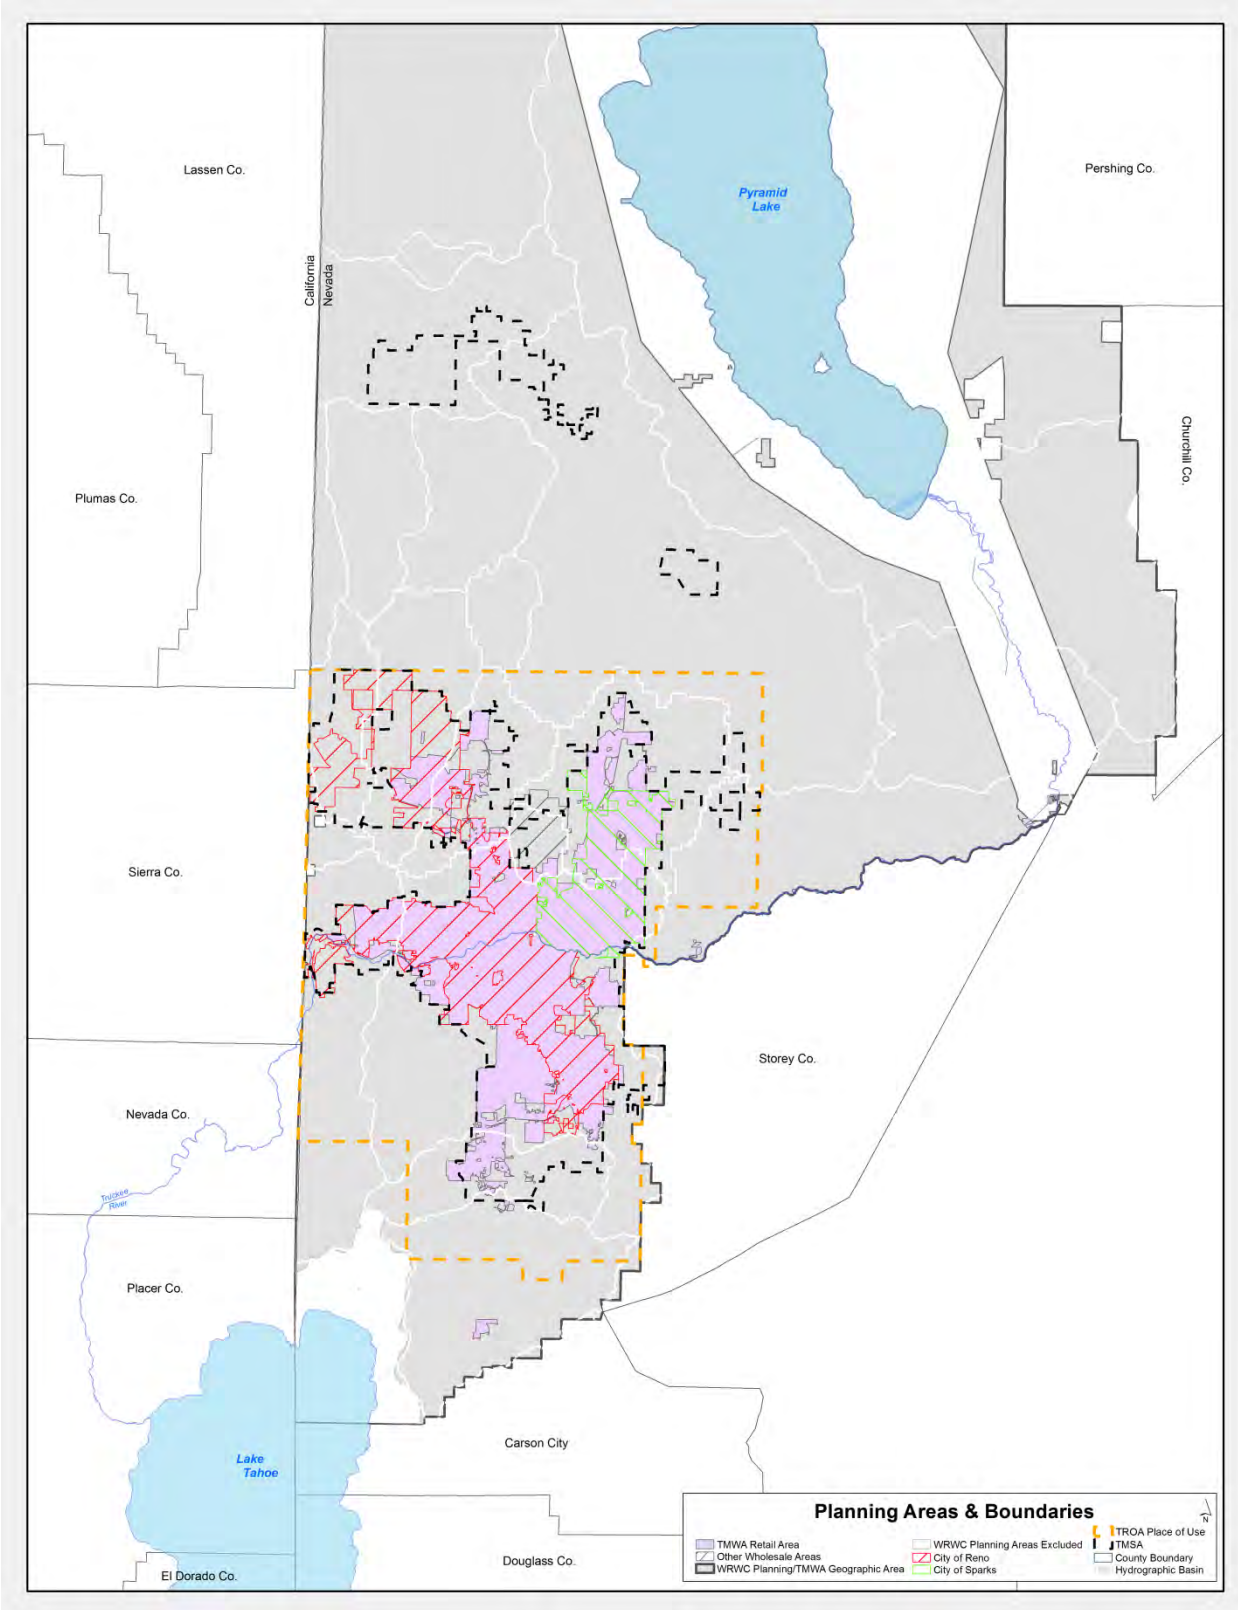 Lassen Co.
Pyramid
Lake
Pershing Co.
California
Nevada
Churchill Co.
Plumas Co.
Sierra Co.
Storey Co.
Nevada Co.
Truckee
River
Placer Co.
Lake
Tahoe
Carson City
Douglass Co.
El Dorado Co.
Planning Areas & Boundaries
N
TMWA Retail Area
Other Wholesale Areas
WRWC Planning/TMWA Geographic Area
WRWC Planning Areas Excluded
City of Reno
City of Sparks
TROA Place of Use
TMSA
County Boundary
Hydrographic Basin